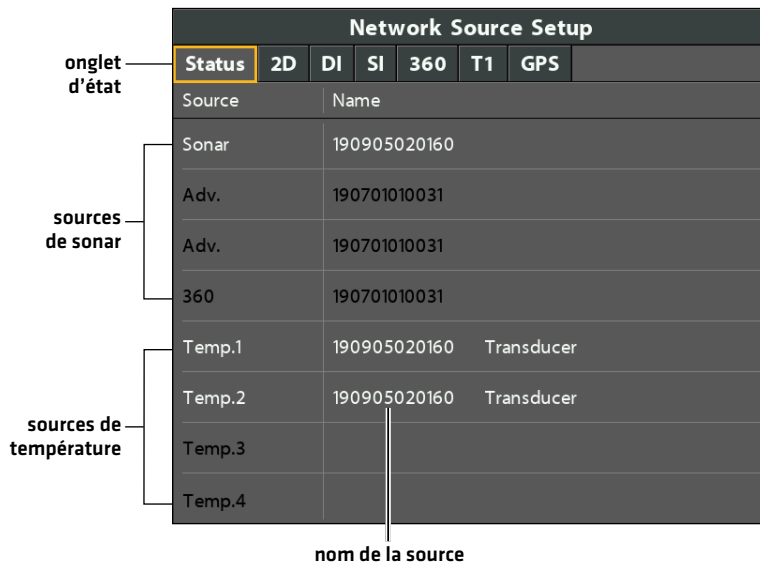 Network Source Setup
onglet
d'état
Status 2D DI SI 360 T1 GPS
Source Name
Sonar 190905020160
Adv. 190701010031
sources
de sonar
Adv. 190701010031
360 190701010031
Temp.1 190905020160 Transducer
Temp.2 190905020160 Transducer
sources de
température
Temp.3
Temp.4
nom de la source